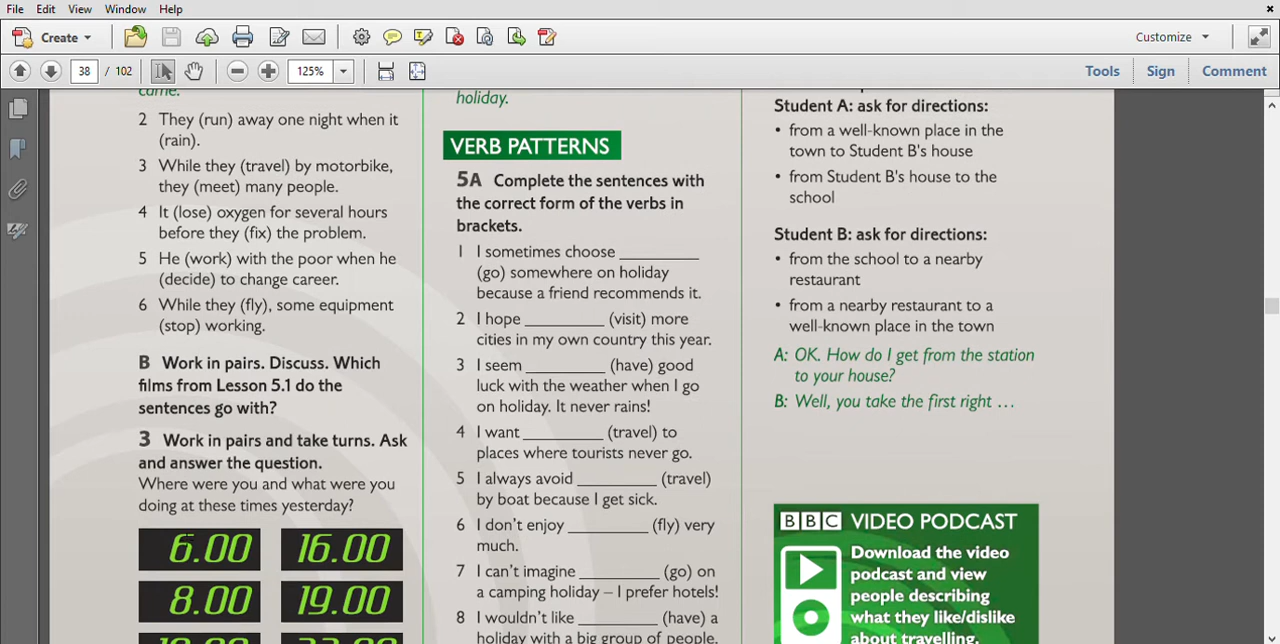 File Edit View Window Help
Create
Customize
38 / 102
125%
Tools Sign Comment
came.
2 They (run) away one night when it
(rain).
3 While they (travel) by motorbike,
they (meet) many people.
4 It (lose) oxygen for several hours
before they (fix) the problem.
5 He (work) with the poor when he
(decide) to change career.
6 While they (fly), some equipment
(stop) working.
B Work in pairs. Discuss. Which
films from Lesson 5.1 do the
sentences go with?
3 Work in pairs and take turns. Ask
and answer the question.
Where were you and what were you
doing at these times yesterday?
6.00 16.00
8.00 19.00
holiday.
VERB PATTERNS
5A Complete the sentences with
the correct form of the verbs in
brackets.
1 I sometimes choose __________
(go) somewhere on holiday
because a friend recommends it.
2 I hope __________ (visit) more
cities in my own country this year.
3 I seem __________ (have) good
luck with the weather when I go
on holiday. It never rains!
4 I want __________ (travel) to
places where tourists never go.
5 I always avoid __________ (travel)
by boat because I get sick.
6 I don't enjoy __________ (fly) very
much.
7 I can't imagine __________ (go) on
a camping holiday – I prefer hotels!
8 I wouldn't like __________ (have) a
holiday with a big group of people.
Student A: ask for directions:
• from a well-known place in the
town to Student B's house
• from Student B's house to the
school
Student B: ask for directions:
• from the school to a nearby
restaurant
• from a nearby restaurant to a
well-known place in the town
A: OK. How do I get from the station
to your house?
B: Well, you take the first right …
BBC VIDEO PODCAST
Download the video
podcast and view
people describing
what they like/dislike
about travelling.